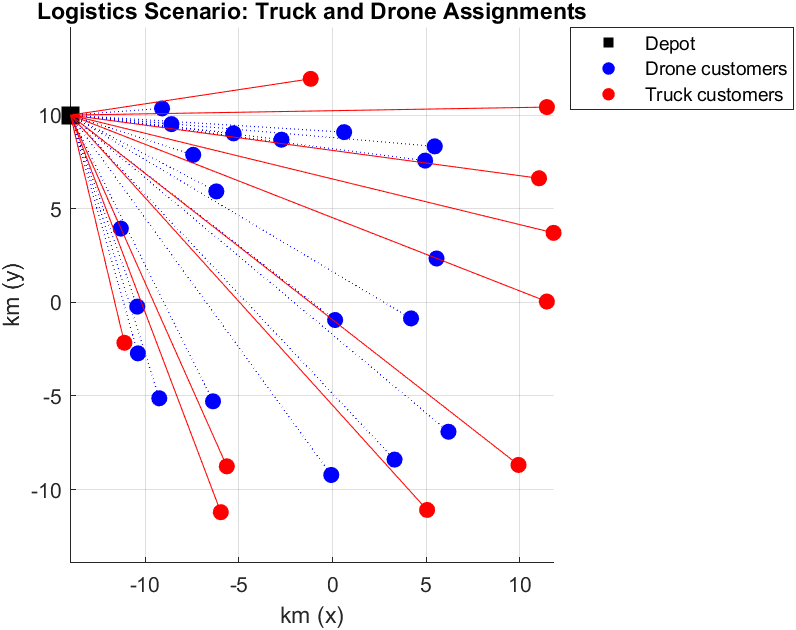 Logistics Scenario: Truck and Drone Assignments
Depot
Drone customers
Truck customers
10
5
0
-5
-10
km (y)
-10
-5
0
5
10
km (x)